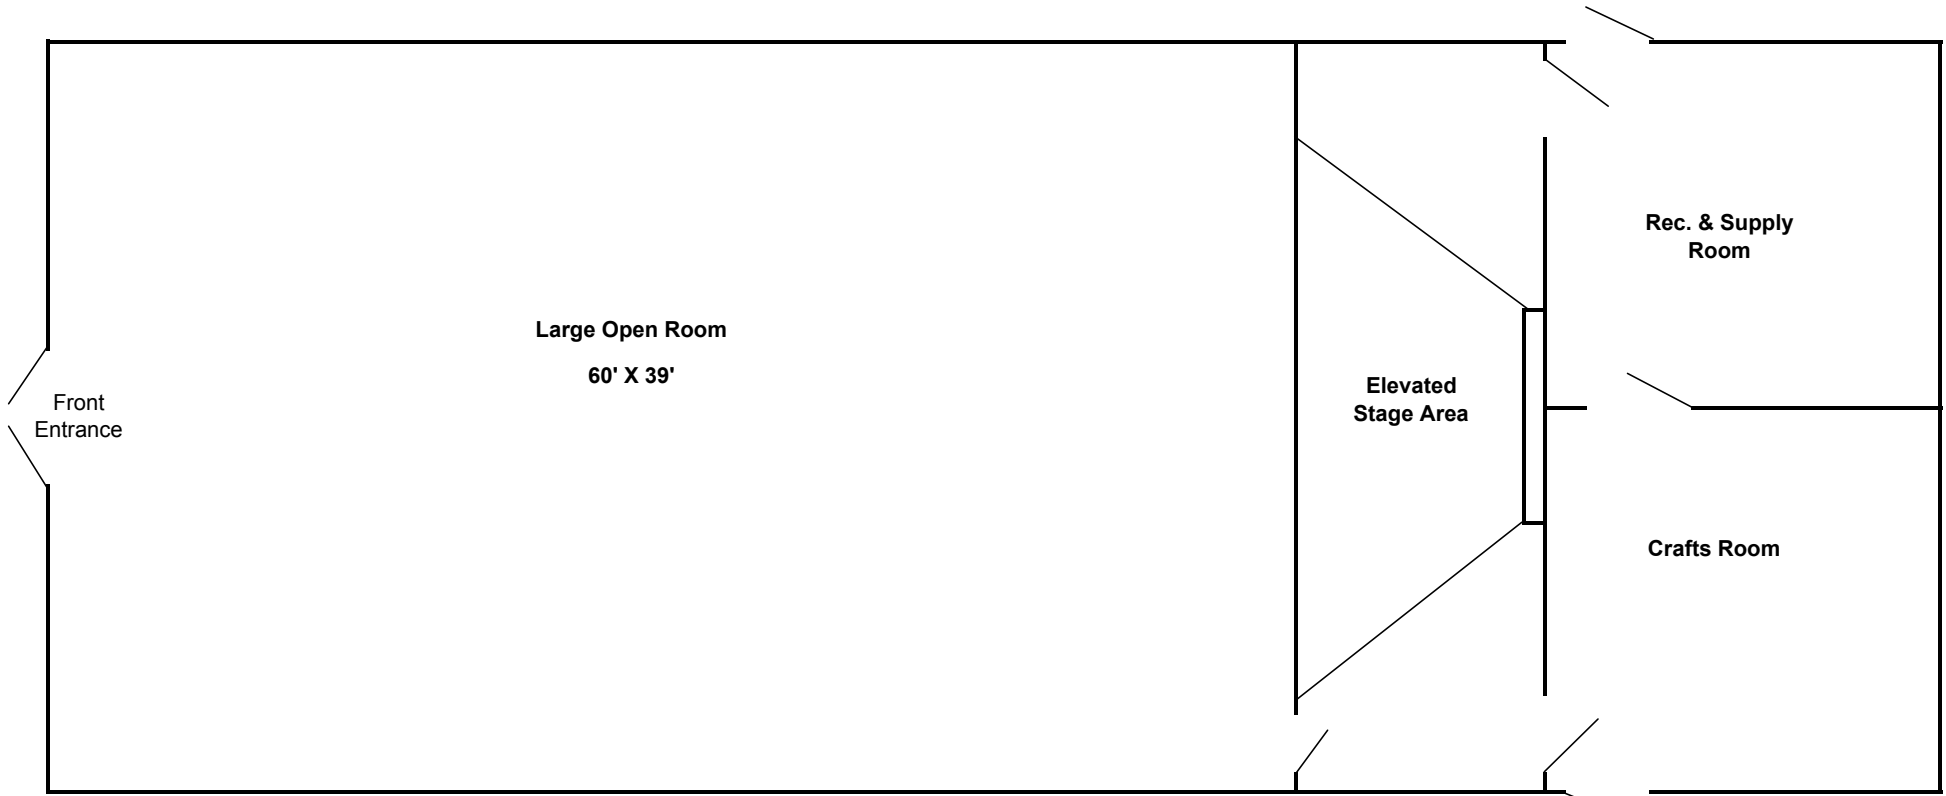 Front
Entrance
Large Open Room
60' X 39'
Elevated
Stage Area
Rec. & Supply
Room
Crafts Room